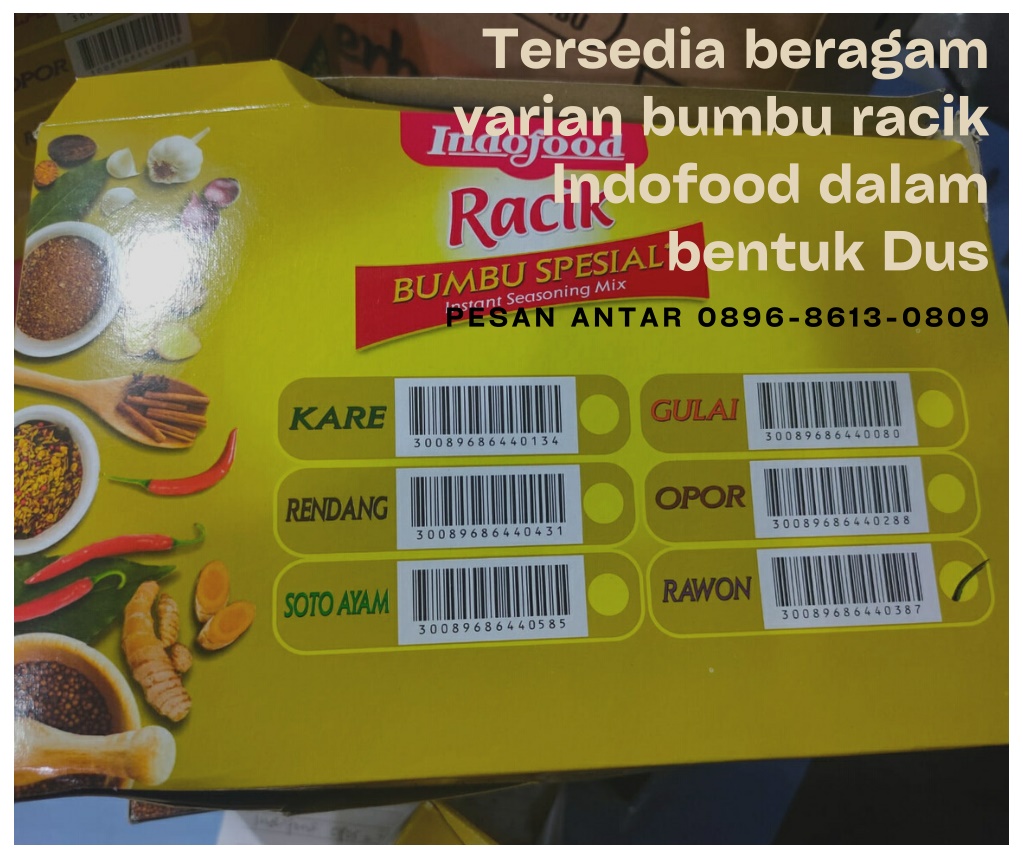 Tersedia beragam
varian bumbu racik
Indofood dalam
bentuk Dus
PESAN ANTAR 0896-8613-0809
OPOR
Indofood
Racik
BUMBU SPESIAL
Instant Seasoning Mix
KARE
30089686440134
GULAI
30089686440080
RENDANG
30089686440431
OPOR
30089686440288
SOTO AYAM
30089686440585
RAWON
30089686440387